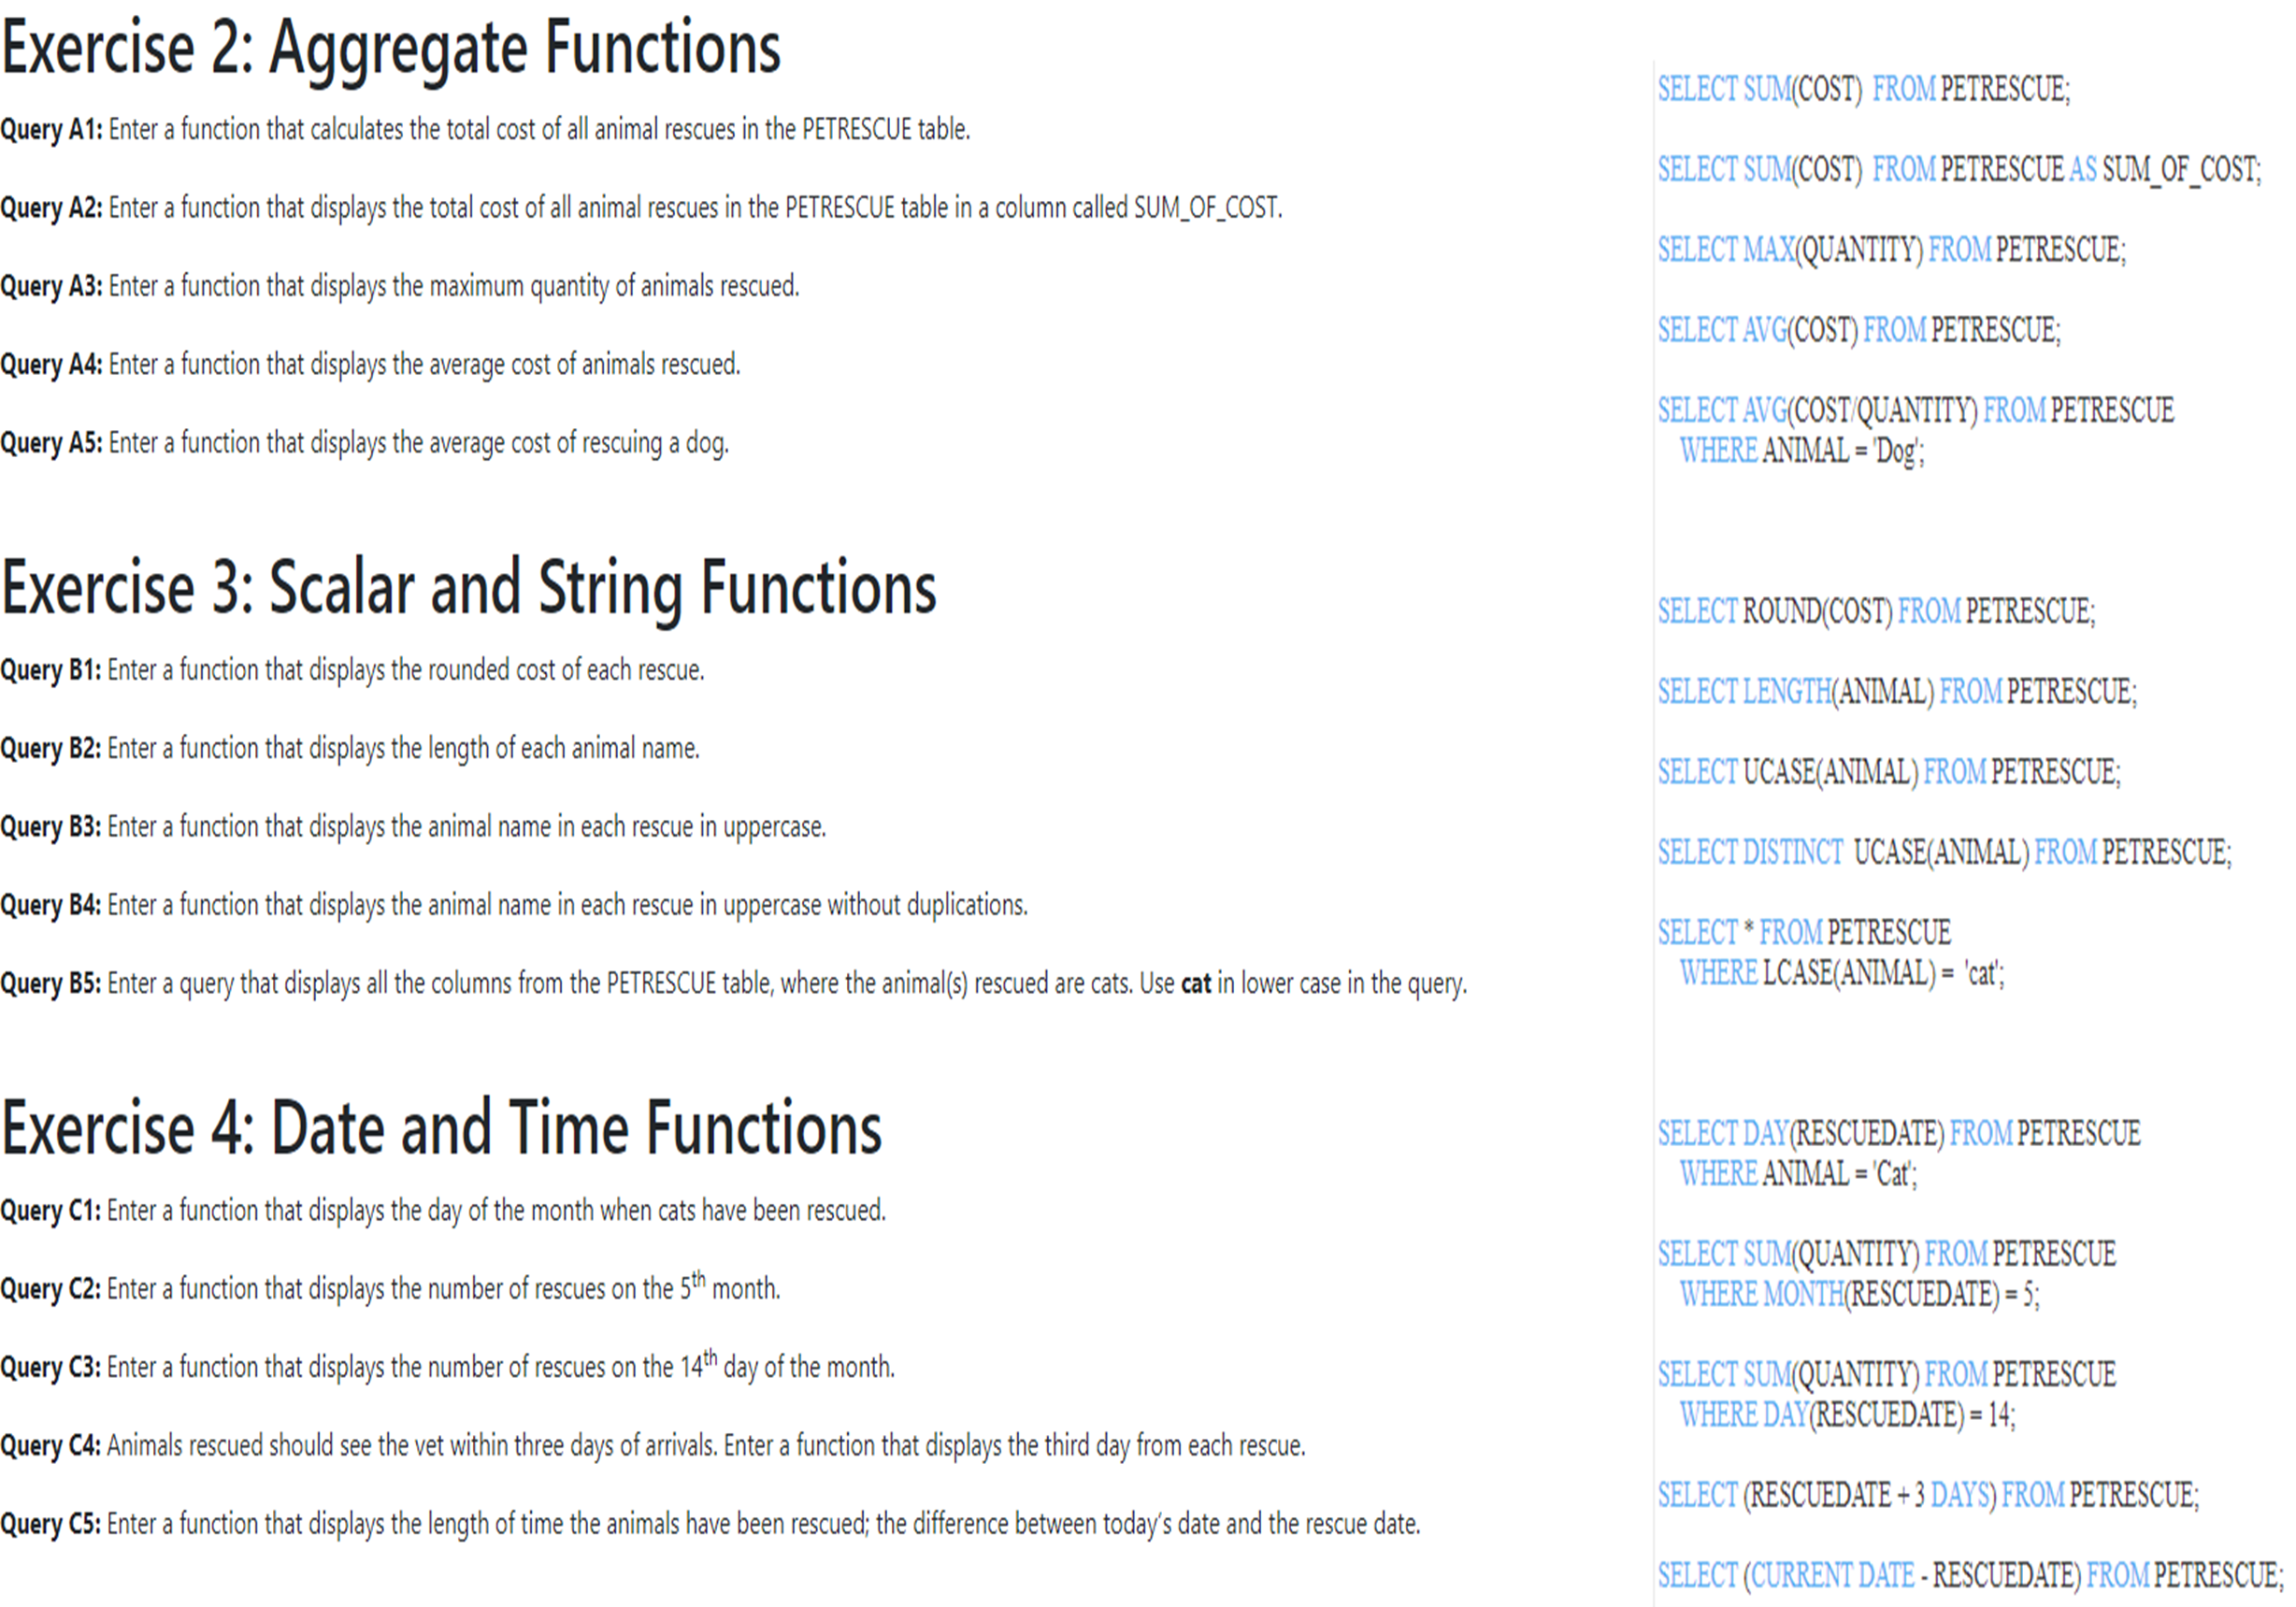 Exercise 2: Aggregate Functions
Query A1: Enter a function that calculates the total cost of all animal rescues in the PETRESCUE table.
Query A2: Enter a function that displays the total cost of all animal rescues in the PETRESCUE table in a column called SUM_OF_COST.
Query A3: Enter a function that displays the maximum quantity of animals rescued.
Query A4: Enter a function that displays the average cost of animals rescued.
Query A5: Enter a function that displays the average cost of rescuing a dog.
Exercise 3: Scalar and String Functions
Query B1: Enter a function that displays the rounded cost of each rescue.
Query B2: Enter a function that displays the length of each animal name.
Query B3: Enter a function that displays the animal name in each rescue in uppercase.
Query B4: Enter a function that displays the animal name in each rescue in uppercase without duplications.
Query B5: Enter a query that displays all the columns from the PETRESCUE table, where the animal(s) rescued are cats. Use cat in lower case in the query.
Exercise 4: Date and Time Functions
Query C1: Enter a function that displays the day of the month when cats have been rescued.
Query C2: Enter a function that displays the number of rescues on the 5th month.
Query C3: Enter a function that displays the number of rescues on the 14th day of the month.
Query C4: Animals rescued should see the vet within three days of arrivals. Enter a function that displays the third day from each rescue.
Query C5: Enter a function that displays the length of time the animals have been rescued; the difference between today's date and the rescue date.
SELECT SUM(COST) FROM PETRESCUE;
SELECT SUM(COST) FROM PETRESCUE AS SUM_OF_COST;
SELECT MAX(QUANTITY) FROM PETRESCUE;
SELECT AVG(COST) FROM PETRESCUE;
SELECT AVG(COST/QUANTITY) FROM PETRESCUE
WHERE ANIMAL = 'Dog';
SELECT ROUND(COST) FROM PETRESCUE;
SELECT LENGTH(ANIMAL) FROM PETRESCUE;
SELECT UCASE(ANIMAL) FROM PETRESCUE;
SELECT DISTINCT UCASE(ANIMAL) FROM PETRESCUE;
SELECT * FROM PETRESCUE
WHERE LCASE(ANIMAL) = 'cat';
SELECT DAY(RESCUEDATE) FROM PETRESCUE
WHERE ANIMAL = 'Cat';
SELECT SUM(QUANTITY) FROM PETRESCUE
WHERE MONTH(RESCUEDATE) = 5;
SELECT SUM(QUANTITY) FROM PETRESCUE
WHERE DAY(RESCUEDATE) = 14;
SELECT (RESCUEDATE + 3 DAYS) FROM PETRESCUE;
SELECT (CURRENT DATE - RESCUEDATE) FROM PETRESCUE;